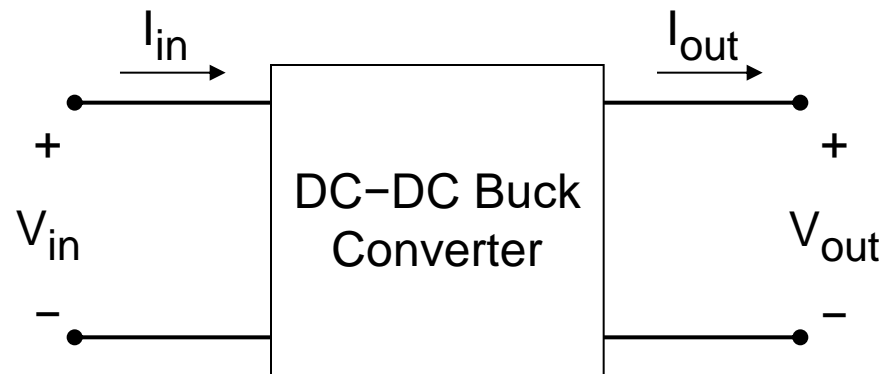 I_in
I_out
+
+
DC−DC Buck
V_in
V_out
Converter
−
−